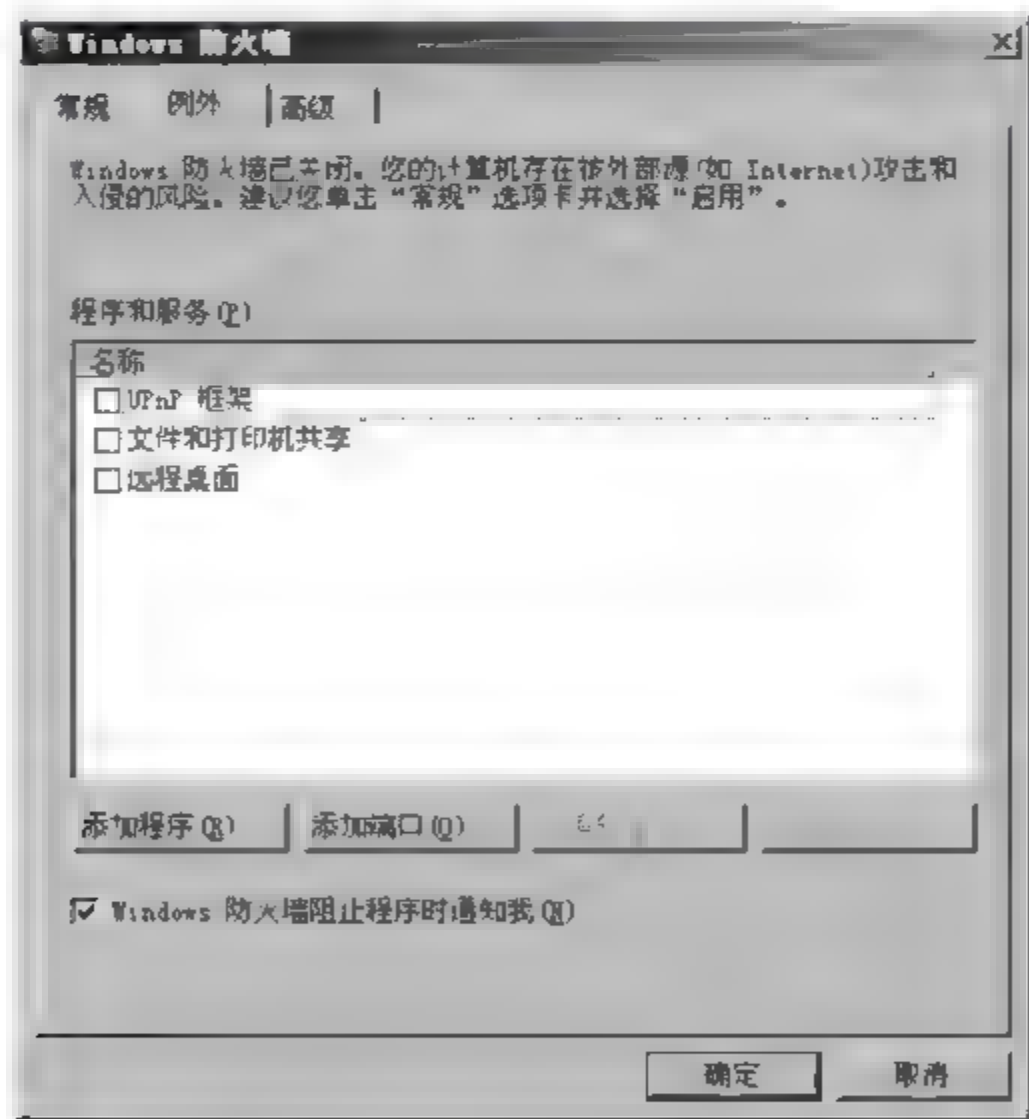 Windows 防火墙
常规 例外 高级
Windows 防火墙已关闭。您的计算机存在被外部源(如 Internet)攻击和
入侵的风险。建议您单击“常规”选项卡并选择“启用”。
程序和服务(P)
名称
UPnP 框架
文件和打印机共享
远程桌面
添加程序(R) 添加端口(O)
Windows 防火墙阻止程序时通知我(N)
确定 取消